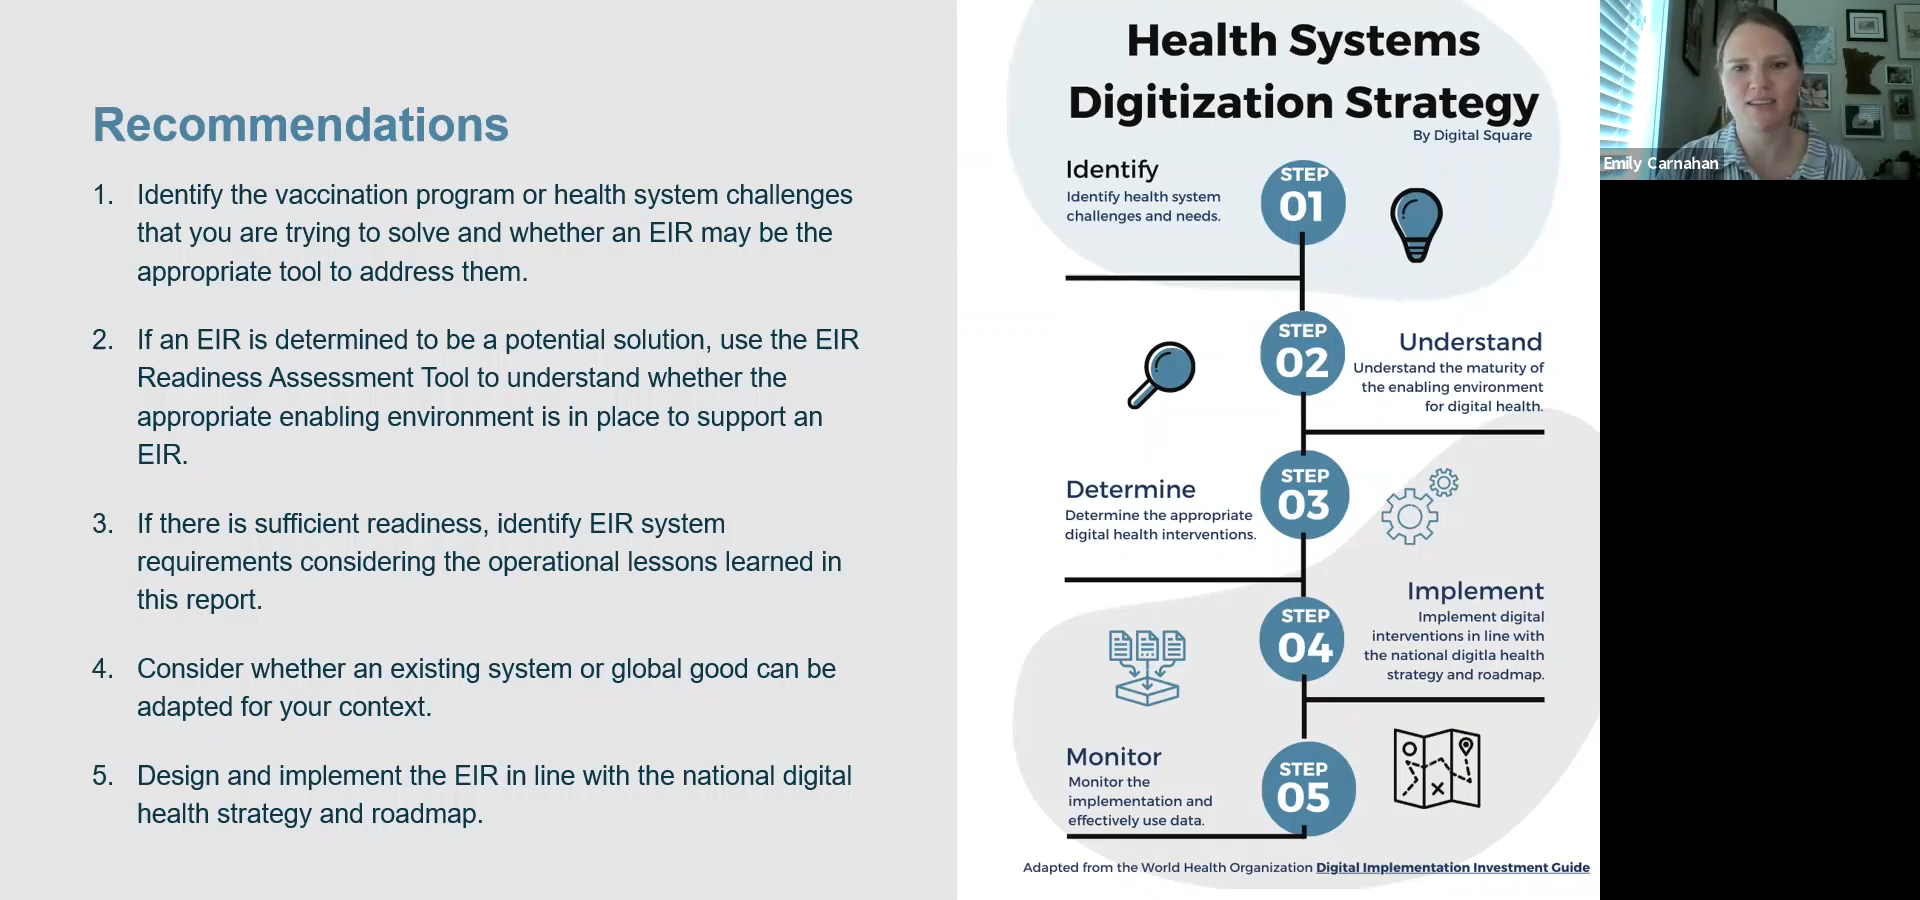 Recommendations
1. Identify the vaccination program or health system challenges
that you are trying to solve and whether an EIR may be the
appropriate tool to address them.
2. If an EIR is determined to be a potential solution, use the EIR
Readiness Assessment Tool to understand whether the
appropriate enabling environment is in place to support an
EIR.
3. If there is sufficient readiness, identify EIR system
requirements considering the operational lessons learned in
this report.
4. Consider whether an existing system or global good can be
adapted for your context.
5. Design and implement the EIR in line with the national digital
health strategy and roadmap.
Health Systems
Digitization Strategy
By Digital Square
Identify
Identify health system
challenges and needs.
STEP
01
STEP
02
Understand
Understand the maturity of
the enabling environment
for digital health.
Determine
Determine the appropriate
digital health interventions.
STEP
03
STEP
04
Implement
Implement digital
interventions in line with
the national digitla health
strategy and roadmap.
Monitor
Monitor the
implementation and
effectively use data.
STEP
05
Adapted from the World Health Organization Digital Implementation Investment Guide
Emily Carnahan